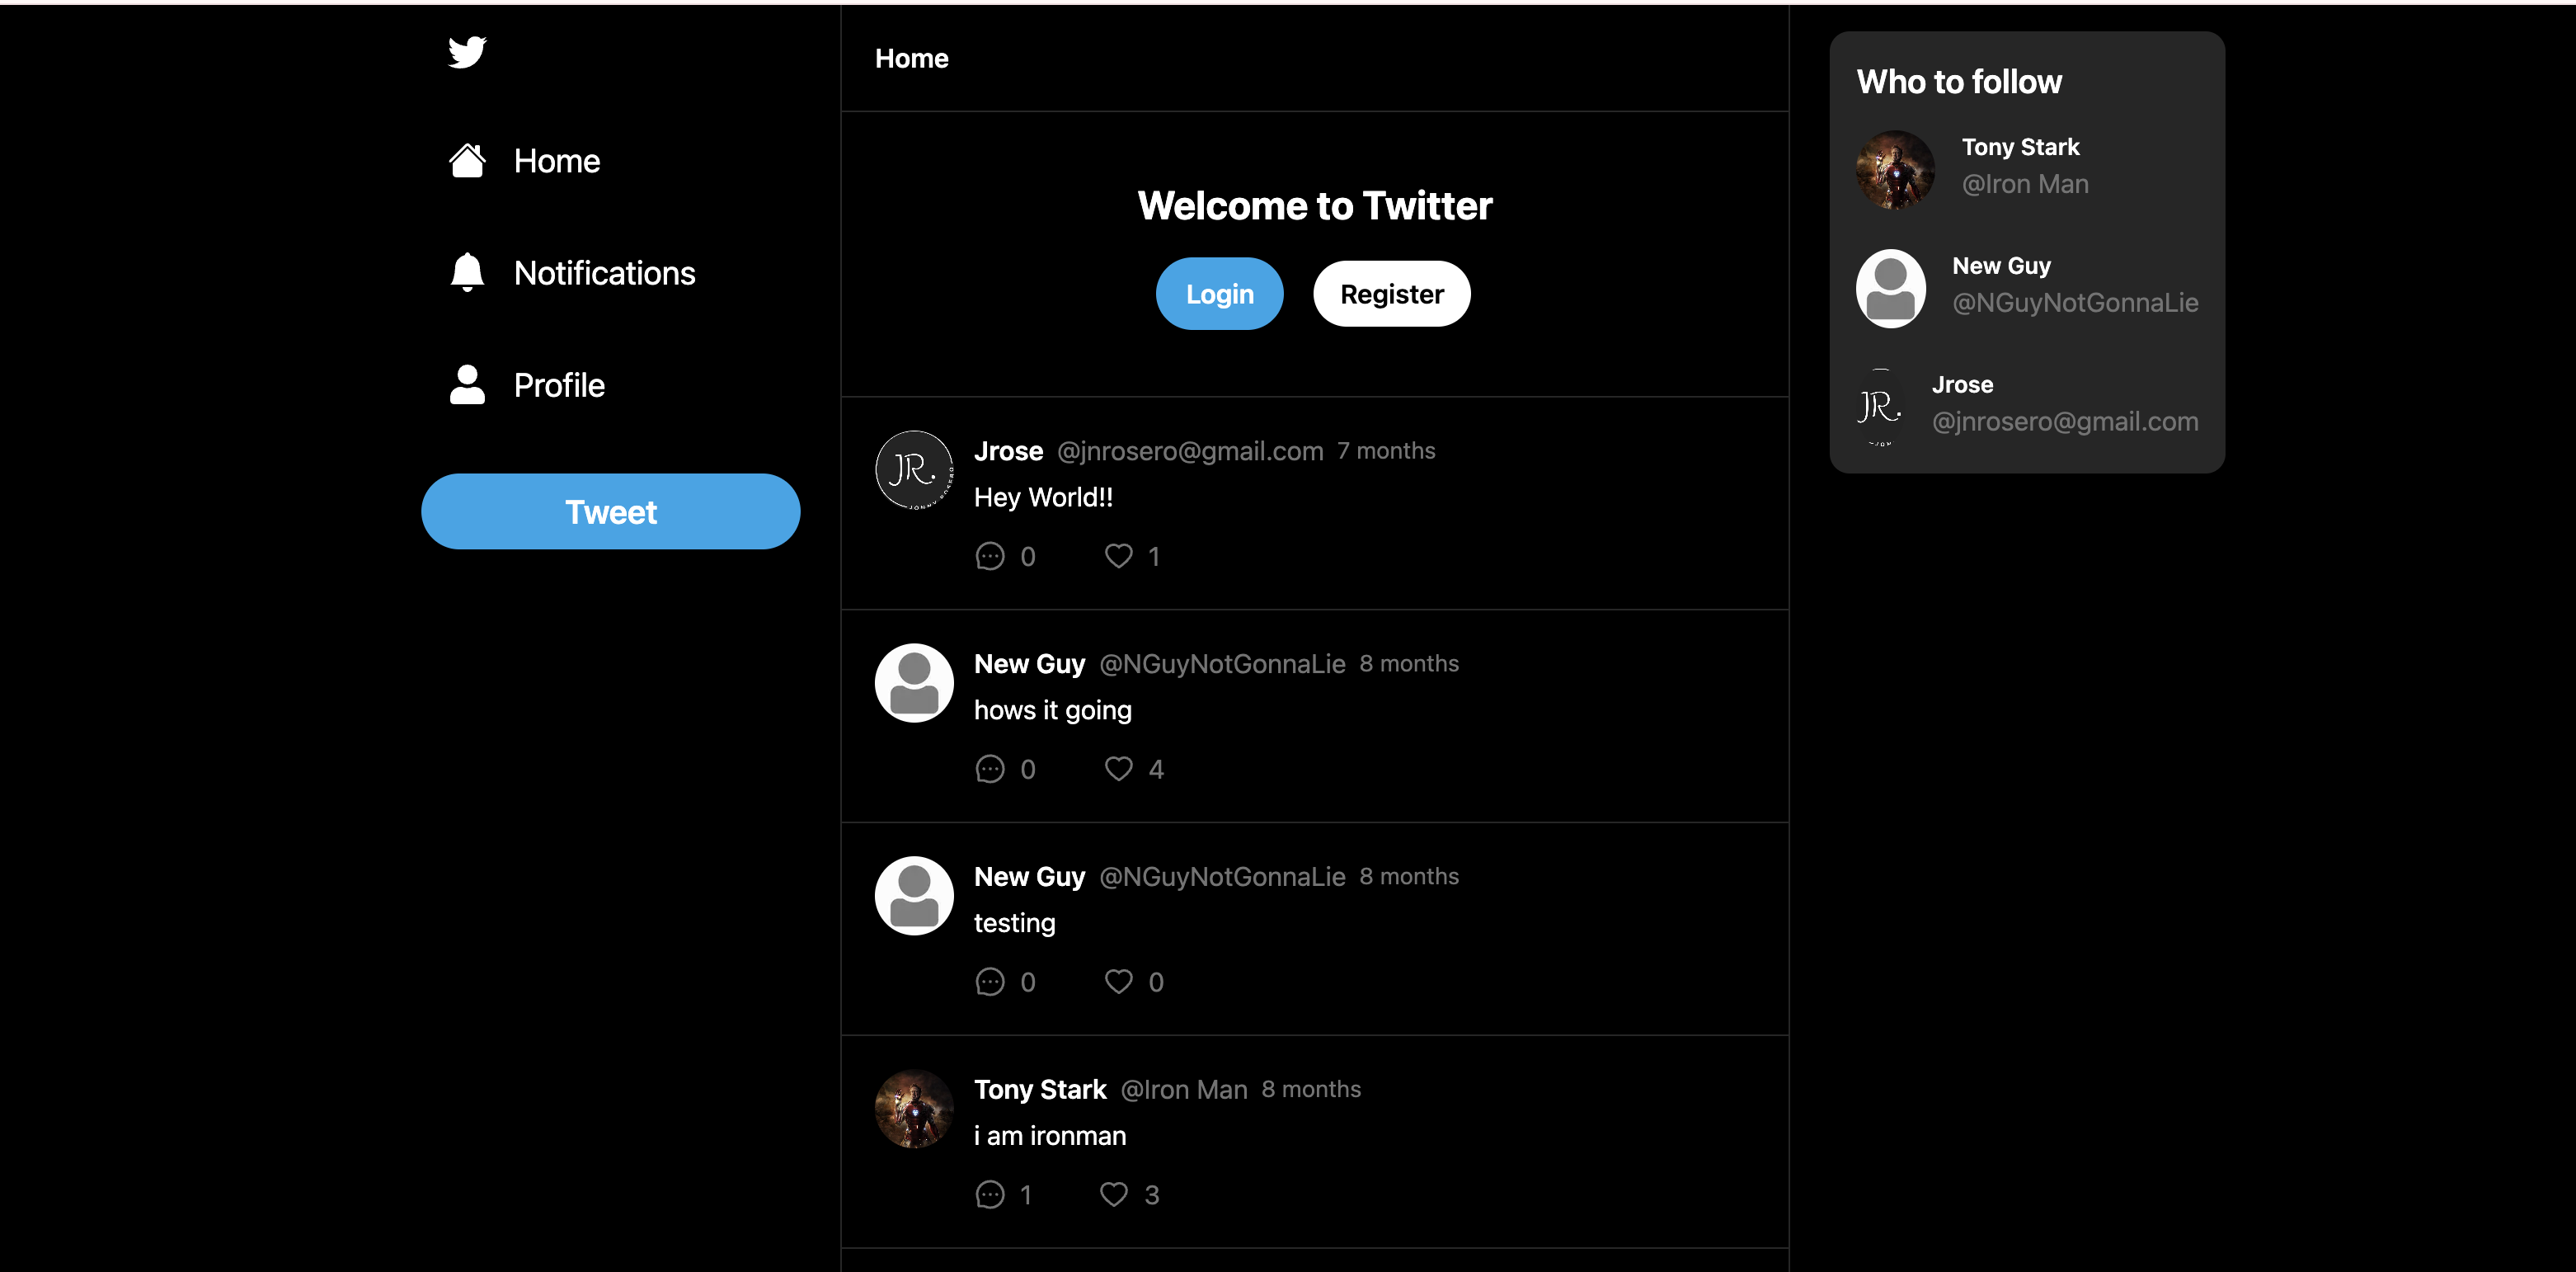 Home
Notifications
Profile
Tweet
Home
Welcome to Twitter
Login
Register
Jrose @jnrosero@gmail.com 7 months
Hey World!!
0 1
New Guy @NGuyNotGonnaLie 8 months
hows it going
0 4
New Guy @NGuyNotGonnaLie 8 months
testing
0 0
Tony Stark @Iron Man 8 months
i am ironman
1 3
Who to follow
Tony Stark
@Iron Man
New Guy
@NGuyNotGonnaLie
JR.
Jrose
@jnrosero@gmail.com